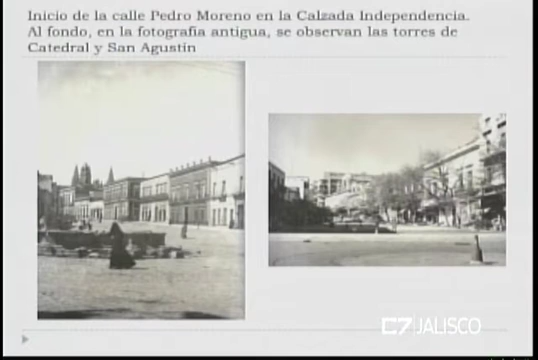 Inicio de la calle Pedro Moreno en la Calzada Independencia.
Al fondo, en la fotografía antigua, se observan las torres de
Catedral y San Agustín
C7 JALISCO